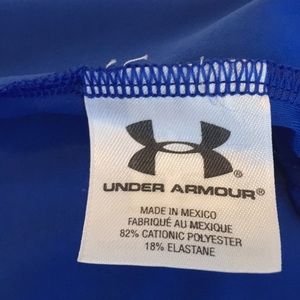 UNDER ARMOUR®
MADE IN MEXICO
FABRIQUÉ AU MEXIQUE
82% CATIONIC POLYESTER
18% ELASTANE